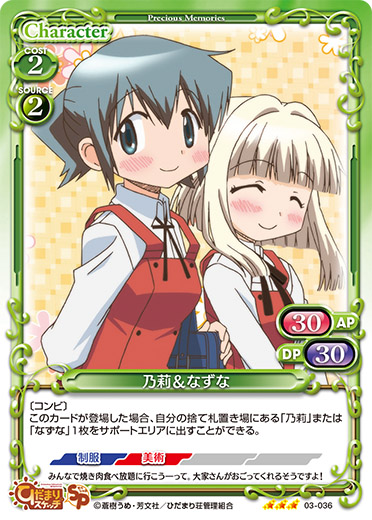 Precious Memories
Character
COST
2
SOURCE
2
30 AP
DP 30
乃莉&なずな
[コンビ]
このカードが登場した場合、自分の捨て札置き場にある「乃莉」または
「なずな」1枚をサポートエリアに出すことができる。
制服 美術
みんなで焼き肉食べ放題に行こうーって。大家さんがおごってくれるそうですよ!
ひだまりスケッチ SP
©蒼樹うめ・芳文社/ひだまり荘管理組合
03-036